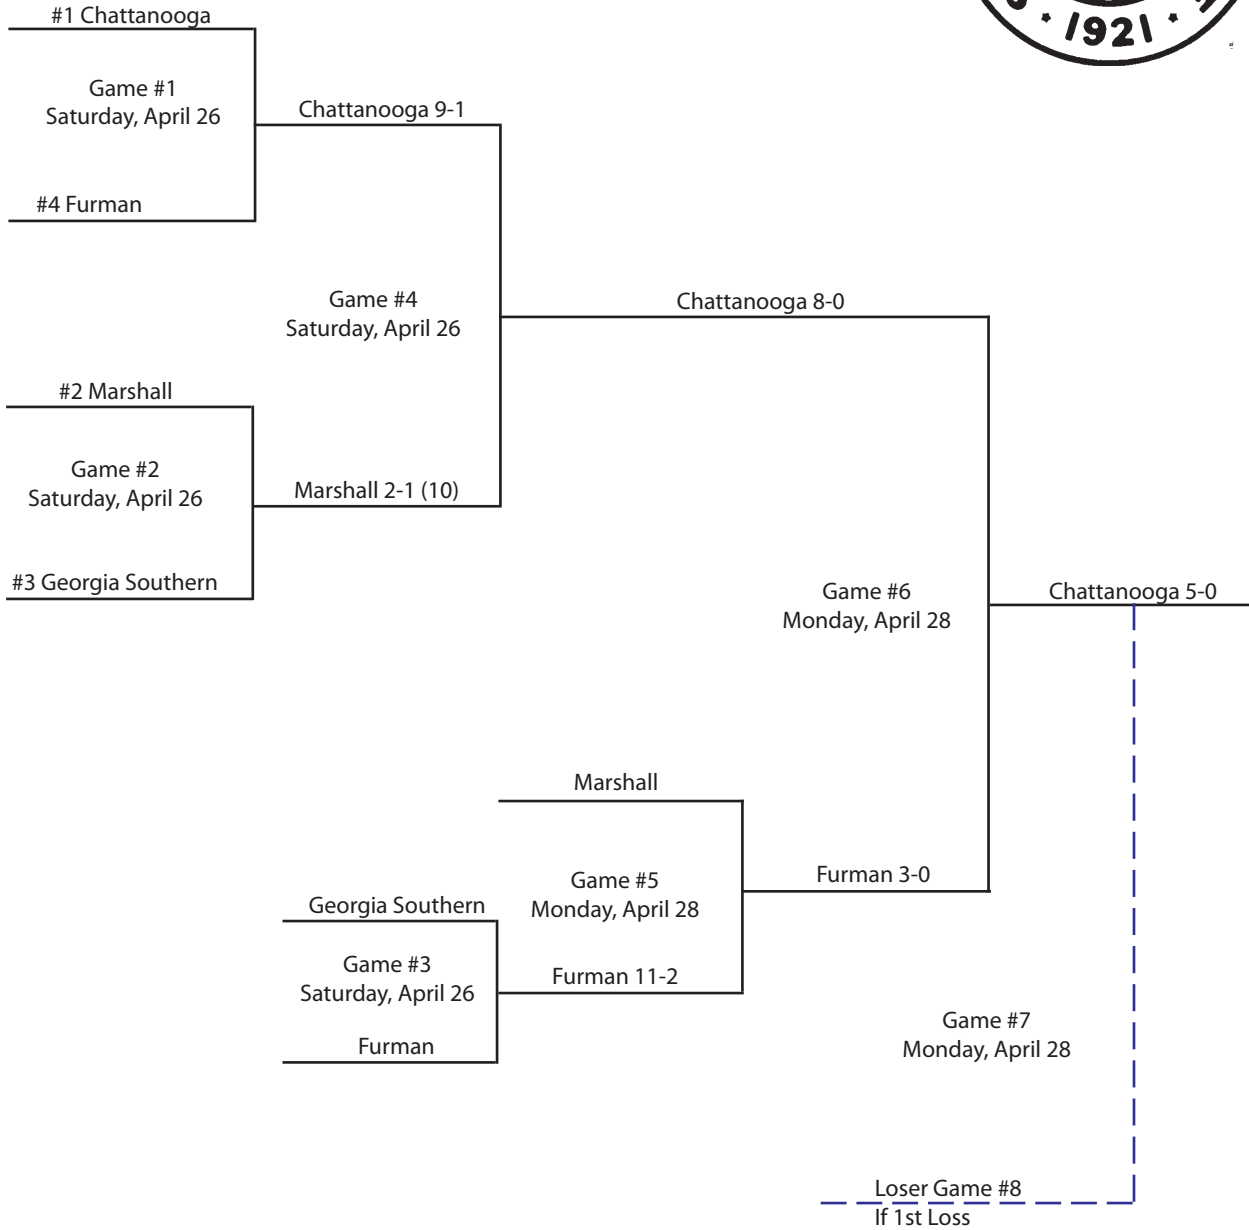 #1 Chattanooga
· 1921 ·
Game #1
Saturday, April 26
Chattanooga 9-1
#4 Furman
Game #4
Saturday, April 26
Chattanooga 8-0
#2 Marshall
Game #2
Saturday, April 26
Marshall 2-1 (10)
#3 Georgia Southern
Game #6
Monday, April 28
Chattanooga 5-0
Marshall
Game #5
Monday, April 28
Furman 3-0
Georgia Southern
Game #3
Saturday, April 26
Furman 11-2
Furman
Game #7
Monday, April 28
Loser Game #8
If 1st Loss